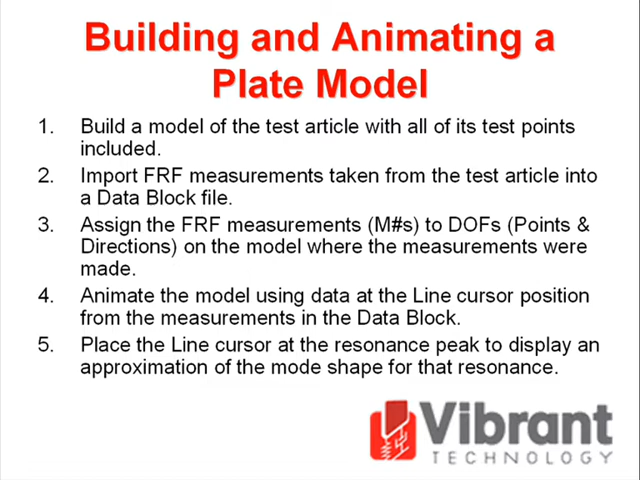 Building and Animating a
Plate Model
1. Build a model of the test article with all of its test points
included.
2. Import FRF measurements taken from the test article into
a Data Block file.
3. Assign the FRF measurements (M#s) to DOFs (Points &
Directions) on the model where the measurements were
made.
4. Animate the model using data at the Line cursor position
from the measurements in the Data Block.
5. Place the Line cursor at the resonance peak to display an
approximation of the mode shape for that resonance.
Vibrant
TECHNOLOGY